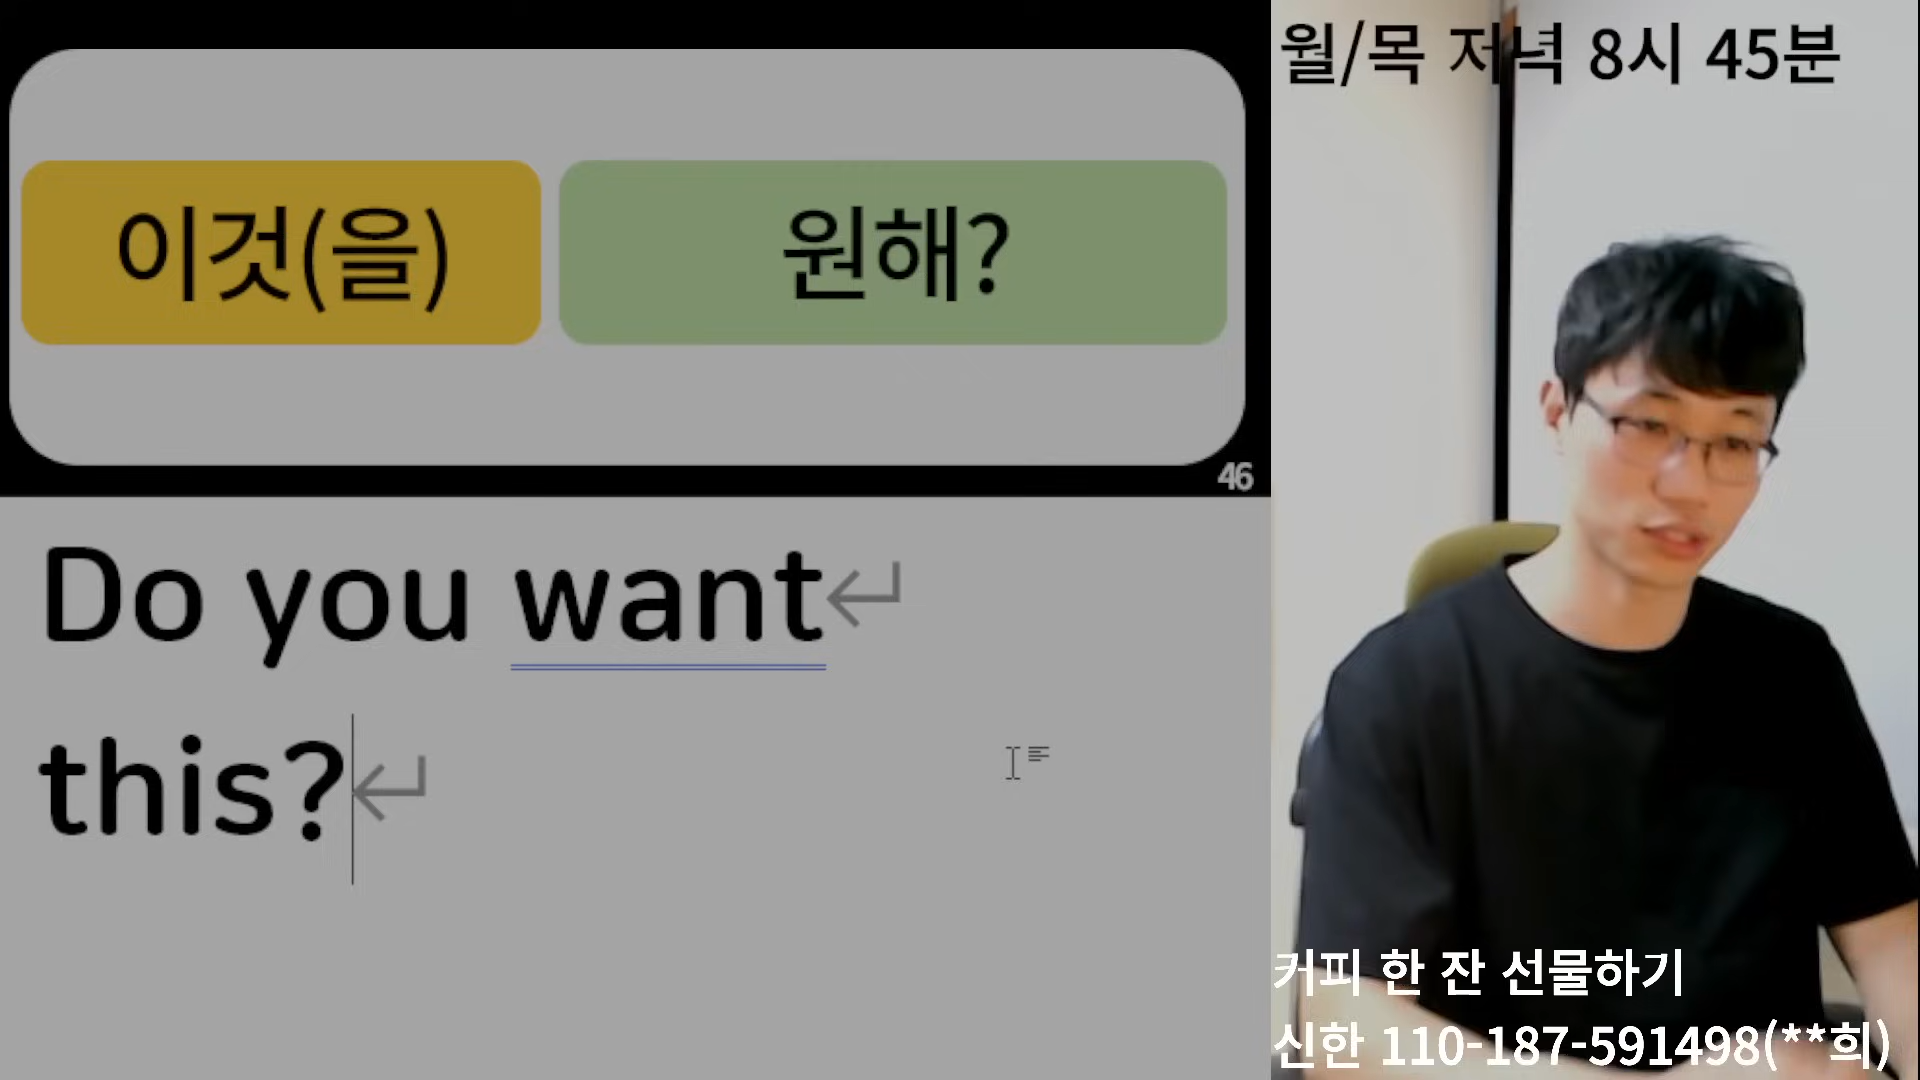 이것(을)
원해?
46
Do you want
this?
월/목 저녁 8시 45분
커피 한 잔 선물하기
신한 110-187-591498(**희)